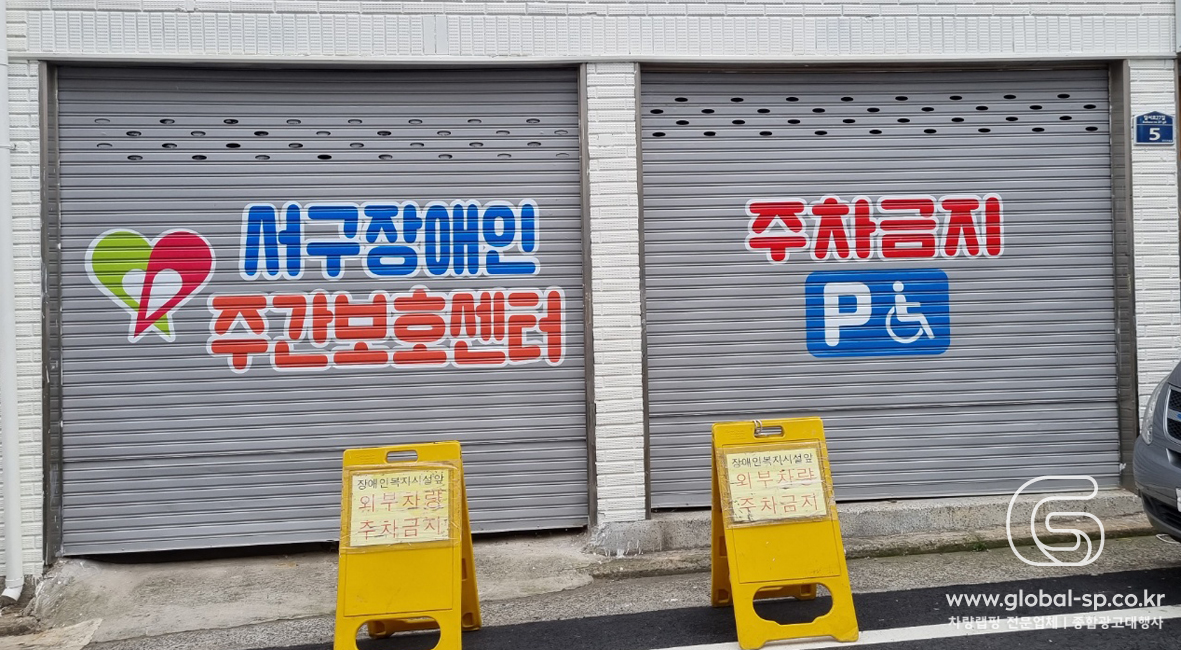 서구장애인
주간보호센터
주차금지
P
5
장애인복지시설앞
외부차량
주차금지
장애인복지시설앞
외부차량
주차금지
www.global-sp.co.kr
차량랩핑 전문업체 | 종합광고대행사